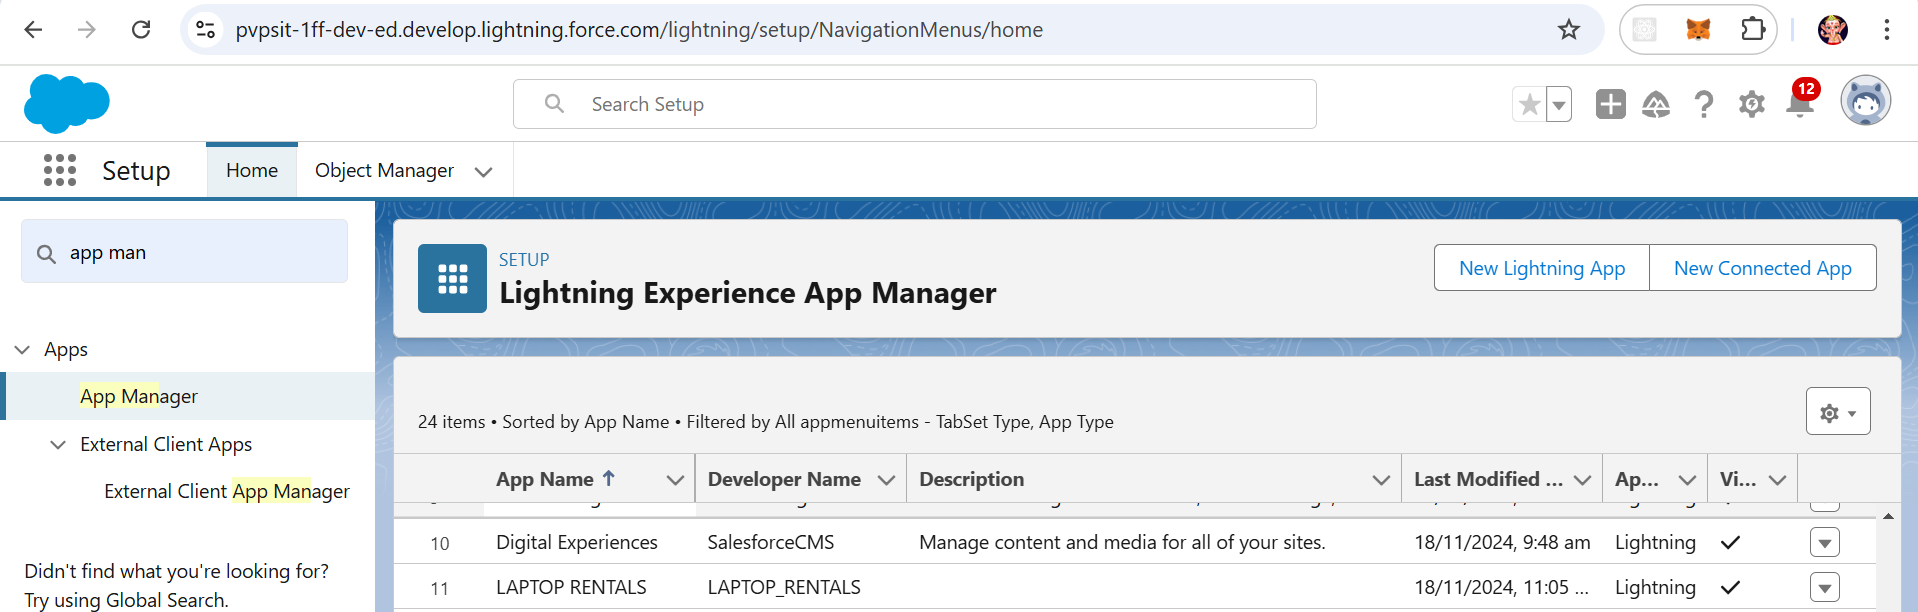 pvpsit-1ff-dev-ed.develop.lightning.force.com/lightning/setup/NavigationMenus/home
Search Setup
12
Setup
Home
Object Manager
app man
Apps
App Manager
External Client Apps
External Client App Manager
Didn't find what you're looking for?
Try using Global Search.
SETUP
Lightning Experience App Manager
New Lightning App
New Connected App
24 items • Sorted by App Name • Filtered by All appmenuitems - TabSet Type, App Type
App Name Developer Name Description Last Modified ... Ap... Vi...
10 Digital Experiences SalesforceCMS Manage content and media for all of your sites. 18/11/2024, 9:48 am Lightning
11 LAPTOP RENTALS LAPTOP_RENTALS 18/11/2024, 11:05 ... Lightning